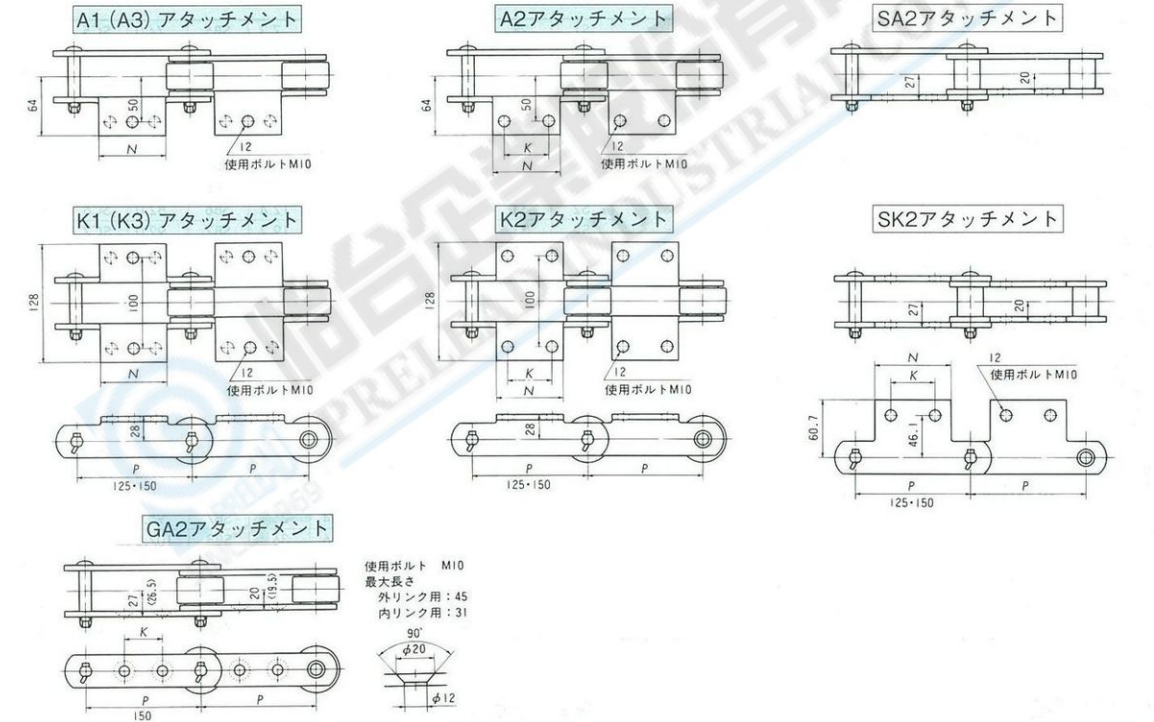 A1(A3)アタッチメント
64
50
N
12
使用ボルトM10
A2アタッチメント
64
50
K
N
12
使用ボルトM10
SA2アタッチメント
27
20
K1(K3)アタッチメント
128
100
N
12
使用ボルトM10
28
P
P
125・150
K2アタッチメント
128
100
K
N
12
使用ボルトM10
28
P
P
125・150
SK2アタッチメント
27
20
N
K
12
使用ボルトM10
60.7
46.1
P
P
125・150
GA2アタッチメント
27
(26.5)
20
(19.5)
K
P
P
150
使用ボルト M10
最大長さ
外リンク用:45
内リンク用:31
90°
φ20
φ12